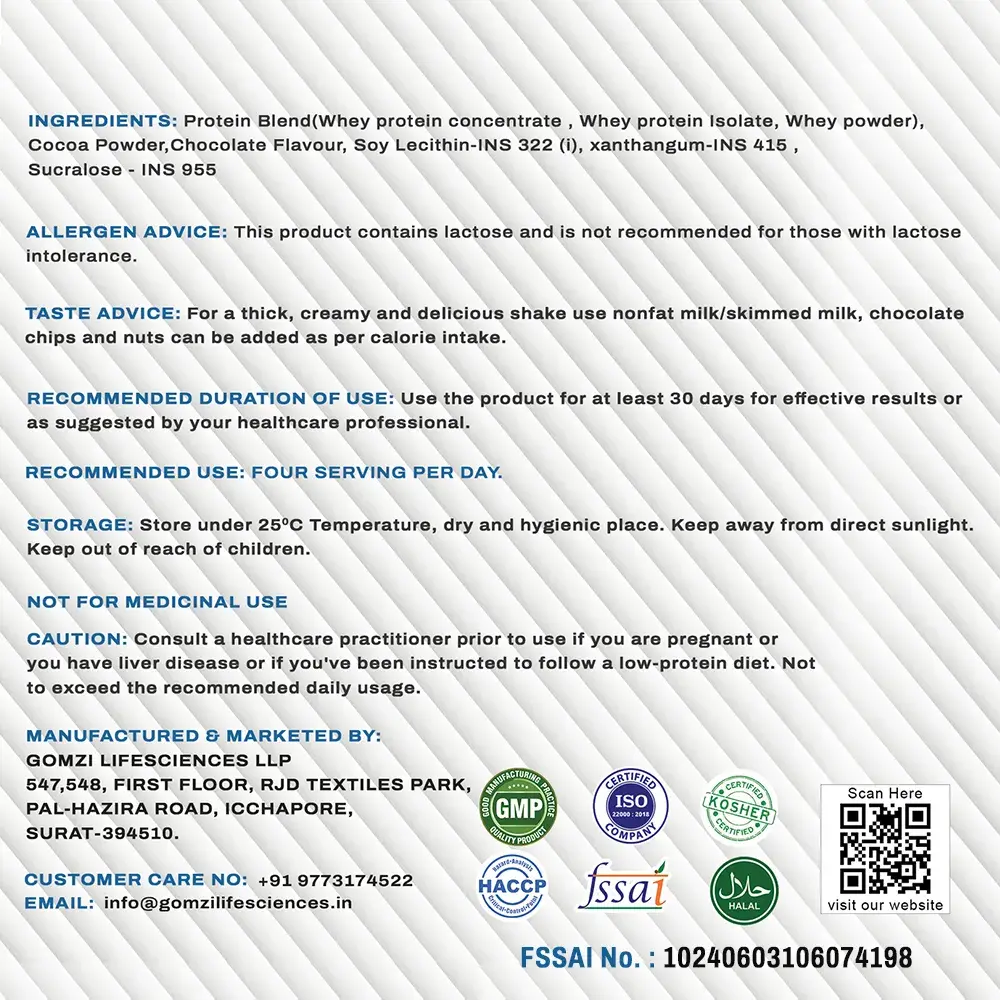 INGREDIENTS: Protein Blend(Whey protein concentrate , Whey protein Isolate, Whey powder),
Cocoa Powder,Chocolate Flavour, Soy Lecithin-INS 322 (i), xanthangum-INS 415 ,
Sucralose - INS 955
ALLERGEN ADVICE: This product contains lactose and is not recommended for those with lactose
intolerance.
TASTE ADVICE: For a thick, creamy and delicious shake use nonfat milk/skimmed milk, chocolate
chips and nuts can be added as per calorie intake.
RECOMMENDED DURATION OF USE: Use the product for at least 30 days for effective results or
as suggested by your healthcare professional.
RECOMMENDED USE: FOUR SERVING PER DAY.
STORAGE: Store under 25ºC Temperature, dry and hygienic place. Keep away from direct sunlight.
Keep out of reach of children.
NOT FOR MEDICINAL USE
CAUTION: Consult a healthcare practitioner prior to use if you are pregnant or
you have liver disease or if you've been instructed to follow a low-protein diet. Not
to exceed the recommended daily usage.
MANUFACTURED & MARKETED BY:
GOMZI LIFESCIENCES LLP
547,548, FIRST FLOOR, RJD TEXTILES PARK,
PAL-HAZIRA ROAD, ICCHAPORE,
SURAT-394510.
CUSTOMER CARE NO: +91 9773174522
EMAIL: info@gomzilifesciences.in
GOOD MANUFACTURING PRACTICE
GMP
QUALITY PRODUCT
CERTIFIED
ISO
22000 : 2018
COMPANY
CERTIFIED
KOSHER
CERTIFIED
Hazard-Analysis
HACCP
Critical-Control-Point
fssai
حلال
HALAL
Scan Here
visit our website
FSSAI No. : 10240603106074198